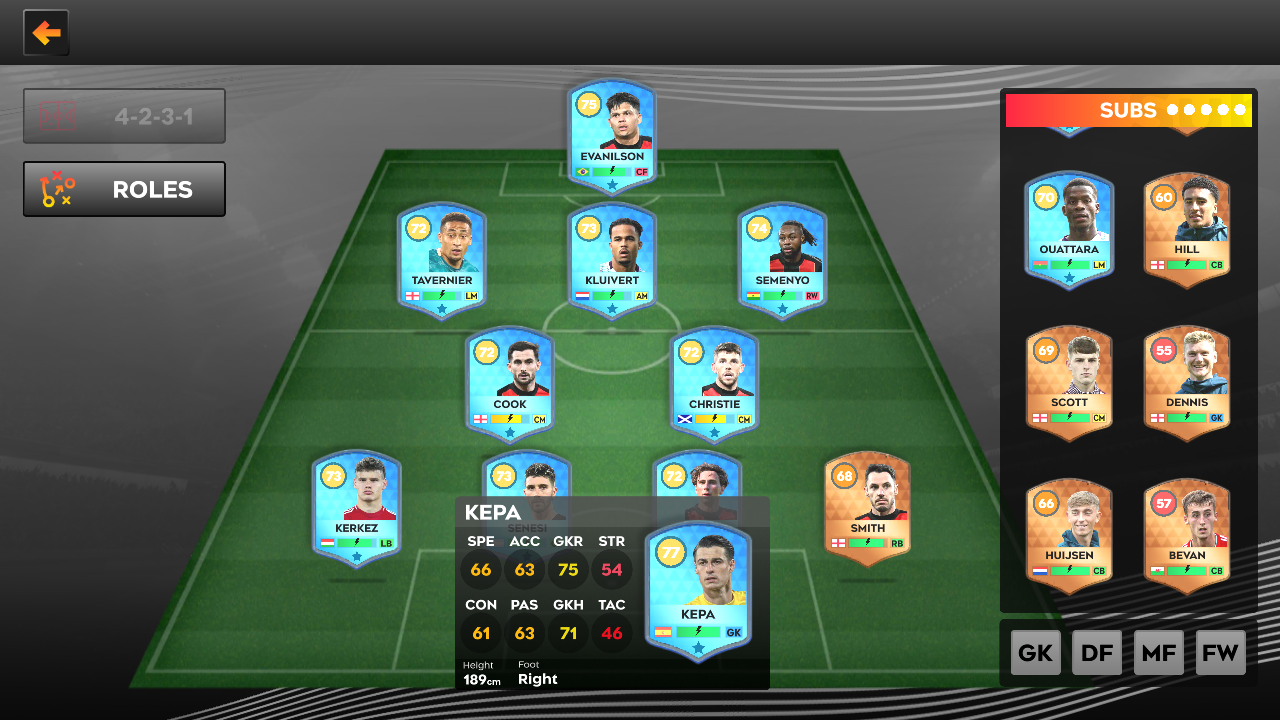 4-2-3-1
ROLES
75
EVANILSON
CF
72
TAVERNIER
LM
73
KLUIVERT
AM
74
SEMENYO
RW
72
COOK
CM
72
CHRISTIE
CM
73
KERKEZ
LB
73
SENESI
72
68
SMITH
RB
KEPA
SPE ACC GKR STR
66 63 75 54
CON PAS GKH TAC
61 63 71 46
Height Foot
189cm Right
77
KEPA
GK
SUBS
70
OUATTARA
LM
60
HILL
CB
69
SCOTT
CM
55
DENNIS
GK
66
HUIJSEN
CB
57
BEVAN
CB
GK DF MF FW